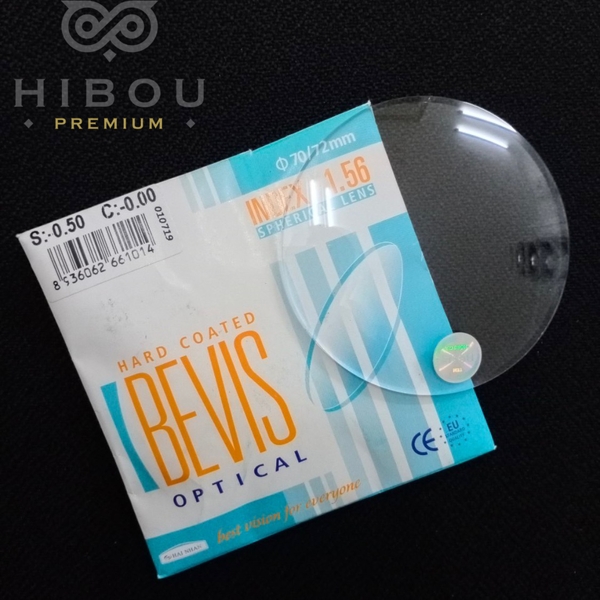 HIBOU
PREMIUM
Φ 70/72mm
INDEX 1.56
SPHERICAL LENS
S:-0.50 C:-0.00
010719
8 936062 661014
HARD COATED
BEVIS
OPTICAL
best vision for everyone
CE
EU